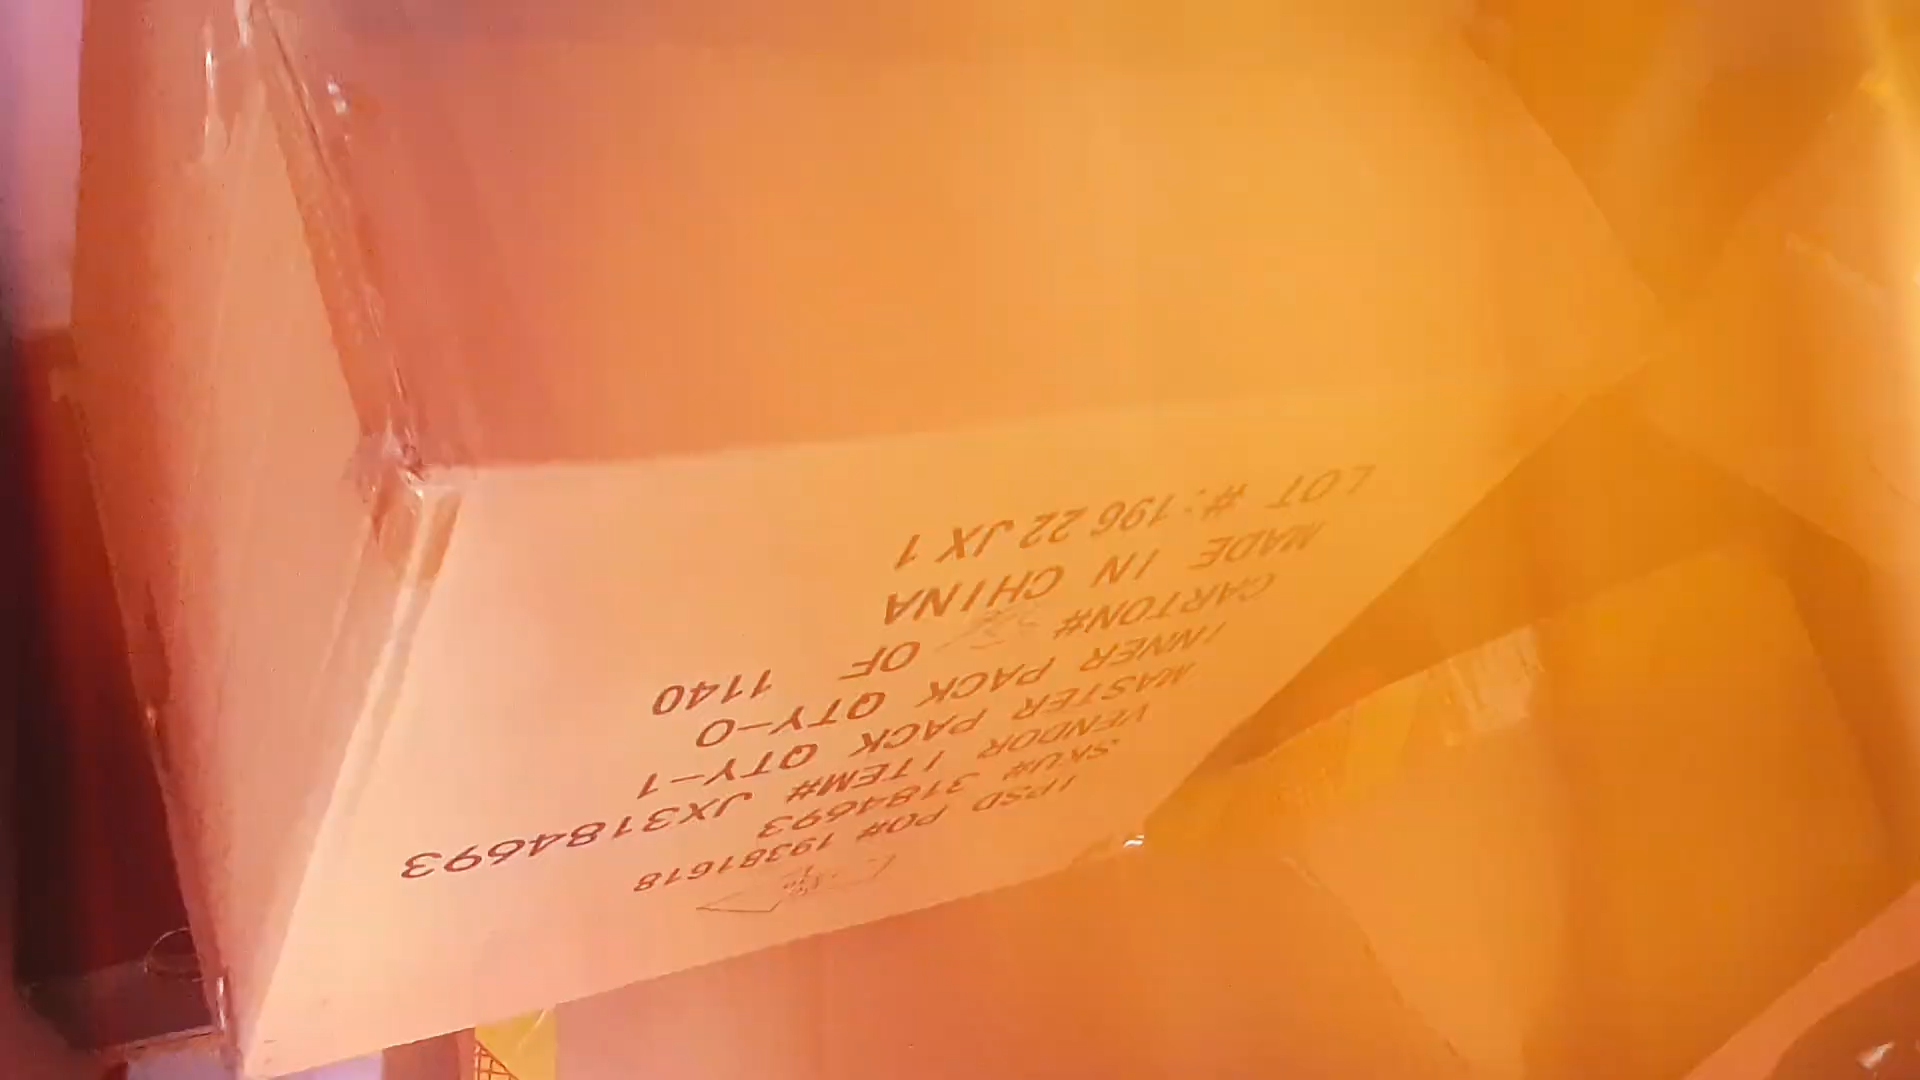 IPSD PO# 19381618
SKU# 3184693
VENDOR ITEM# JX3184693
MASTER PACK QTY-1
INNER PACK QTY-0
CARTON# OF 1140
MADE IN CHINA
LOT #:196 22 JX 1